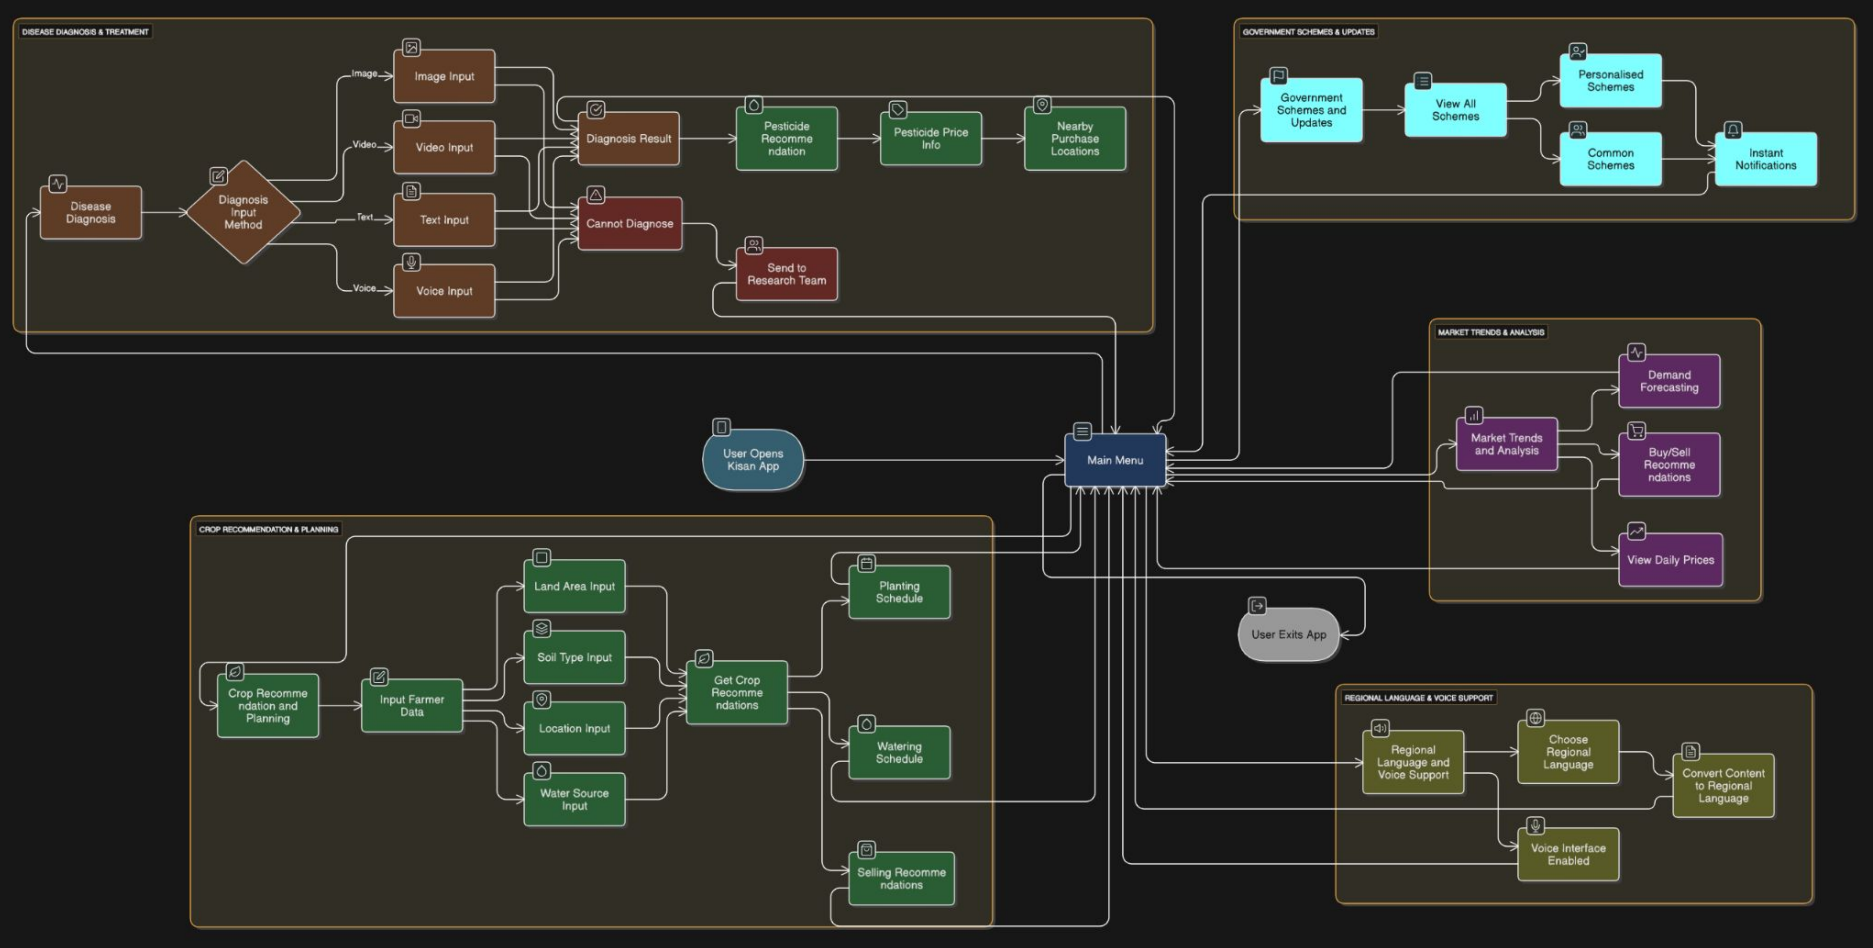 DISEASE DIAGNOSIS & TREATMENT
Disease
Diagnosis
Diagnosis
Input
Method
Image
Video
Text
Voice
Image Input
Video Input
Text Input
Voice Input
Diagnosis Result
Cannot Diagnose
Pesticide
Recomme
ndation
Pesticide Price
Info
Nearby
Purchase
Locations
Send to
Research Team
GOVERNMENT SCHEMES & UPDATES
Government
Schemes and
Updates
View All
Schemes
Personalised
Schemes
Common
Schemes
Instant
Notifications
MARKET TRENDS & ANALYSIS
Market Trends
and Analysis
Demand
Forecasting
Buy/Sell
Recomme
ndations
View Daily Prices
User Opens
Kisan App
Main Menu
User Exits App
CROP RECOMMENDATION & PLANNING
Crop Recomme
ndation and
Planning
Input Farmer
Data
Land Area Input
Soil Type Input
Location Input
Water Source
Input
Get Crop
Recomme
ndations
Planting
Schedule
Watering
Schedule
Selling Recomme
ndations
REGIONAL LANGUAGE & VOICE SUPPORT
Regional
Language and
Voice Support
Choose
Regional
Language
Convert Content
to Regional
Language
Voice Interface
Enabled